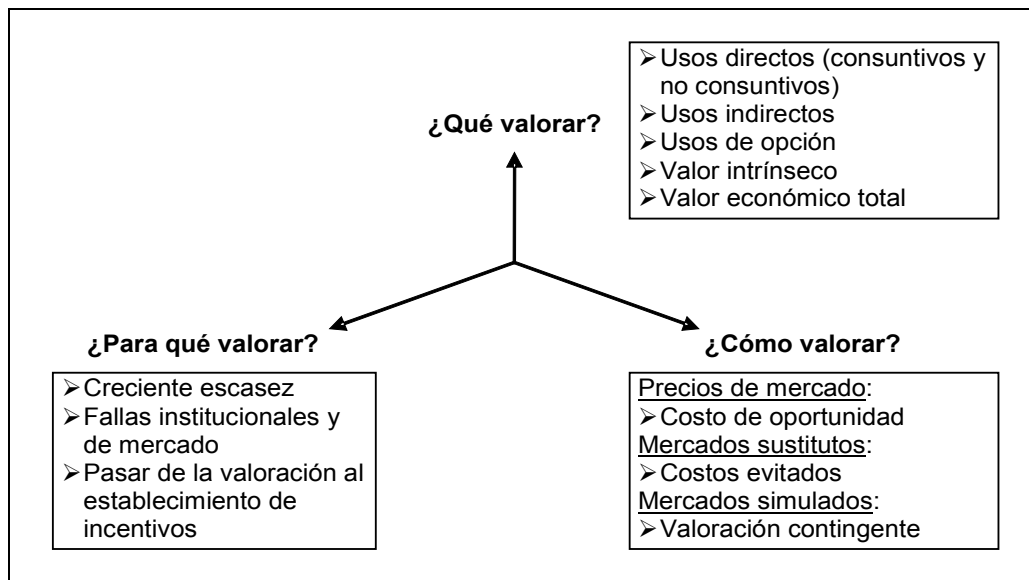 ¿Qué valorar?
➢Usos directos (consuntivos y
no consuntivos)
➢Usos indirectos
➢Usos de opción
➢Valor intrínseco
➢Valor económico total
¿Para qué valorar?
➢Creciente escasez
➢Fallas institucionales y
de mercado
➢Pasar de la valoración al
establecimiento de
incentivos
¿Cómo valorar?
Precios de mercado:
➢Costo de oportunidad
Mercados sustitutos:
➢Costos evitados
Mercados simulados:
➢Valoración contingente